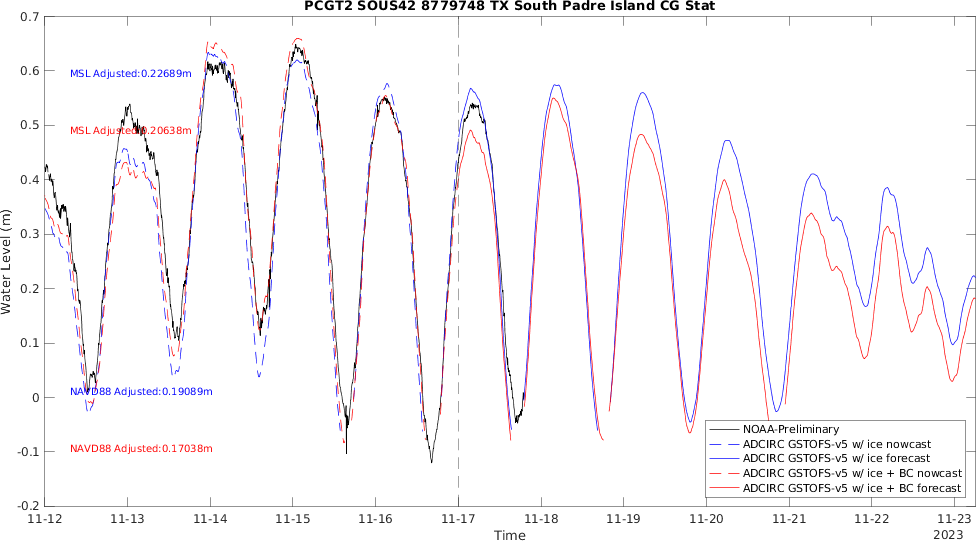 PCGT2 SOUS42 8779748 TX South Padre Island CG Stat
0.7
0.6
0.5
0.4
0.3
0.2
0.1
0
-0.1
-0.2
Water Level (m)
MSL Adjusted:0.22689m
MSL Adjusted:0.20638m
NAVD88 Adjusted:0.19089m
NAVD88 Adjusted:0.17038m
NOAA-Preliminary
ADCIRC GSTOFS-v5 w/ ice nowcast
ADCIRC GSTOFS-v5 w/ ice forecast
ADCIRC GSTOFS-v5 w/ ice + BC nowcast
ADCIRC GSTOFS-v5 w/ ice + BC forecast
11-12 11-13 11-14 11-15 11-16 11-17 11-18 11-19 11-20 11-21 11-22 11-23
Time
2023